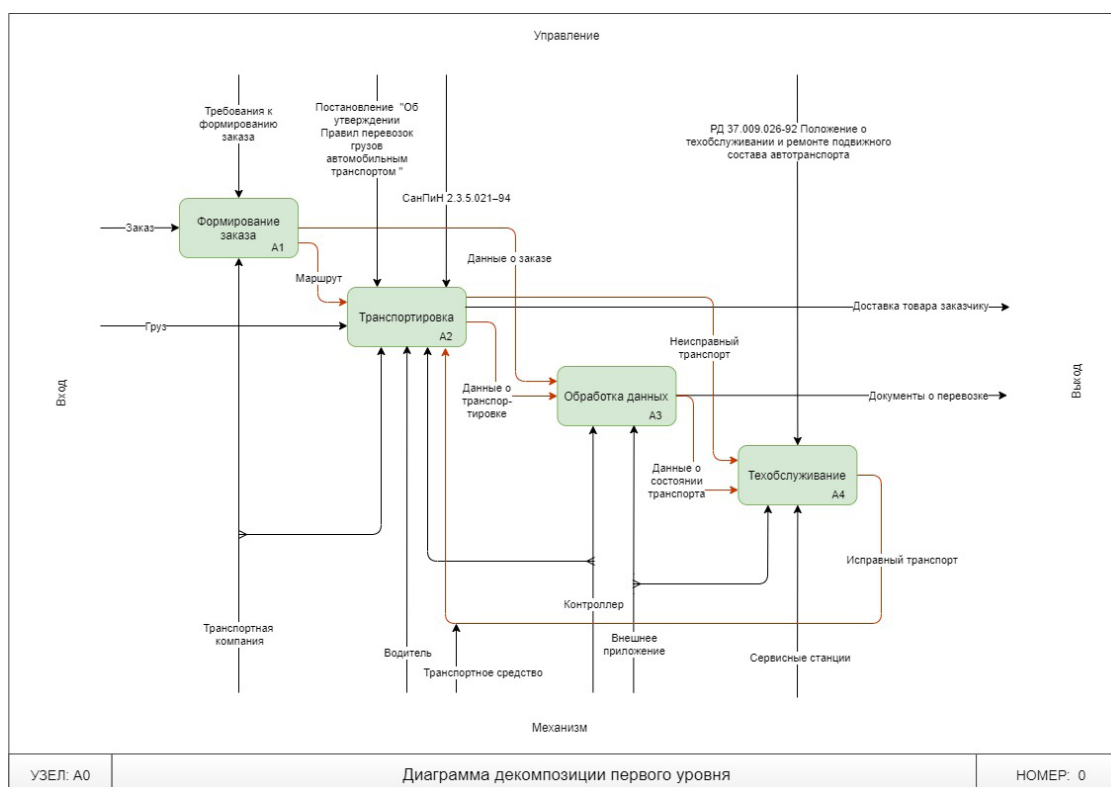 Управление
Требования к
формированию
заказа
Постановление "Об
утверждении
Правил перевозок
грузов
автомобильным
транспортом "
СанПиН 2.3.5.021–94
РД 37.009.026-92 Положение о
техобслуживании и ремонте подвижного
состава автотранспорта
Заказ
Формирование
заказа
A1
Данные о заказе
Маршрут
Груз
Транспортировка
A2
Доставка товара заказчику
Неисправный
транспорт
Вход
Выход
Данные о
транспор-
тировке
Обработка данных
A3
Документы о перевозке
Данные о
состоянии
транспорта
Техобслуживание
A4
Исправный транспорт
Транспортная
компания
Водитель
Транспортное средство
Контроллер
Внешнее
приложение
Сервисные станции
Механизм
УЗЕЛ: A0
Диаграмма декомпозиции первого уровня
НОМЕР: 0